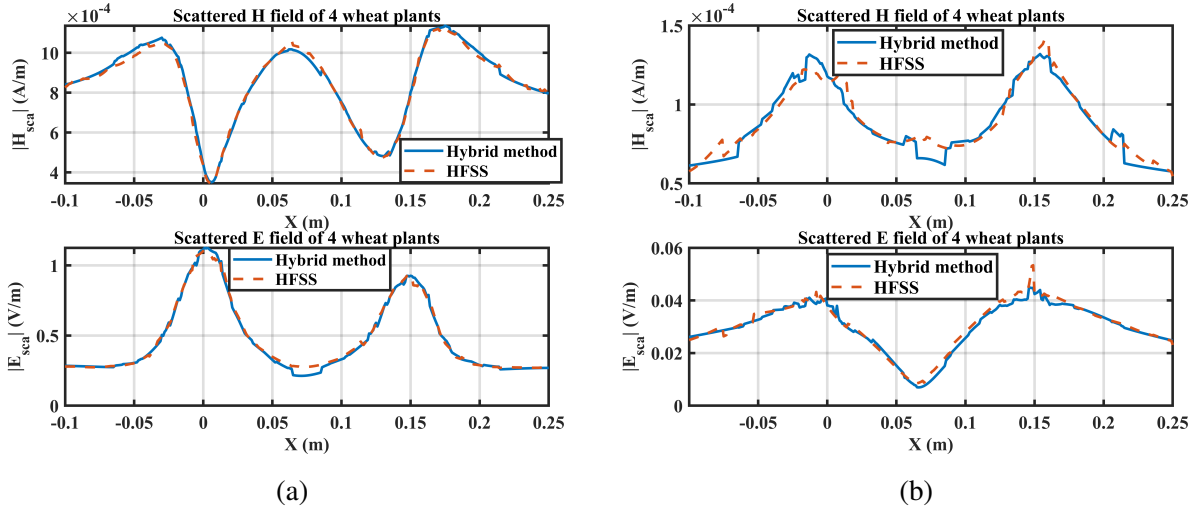 ×10⁻⁴
Scattered H field of 4 wheat plants
10
8
6
4
|H_sca| (A/m)
Hybrid method
HFSS
-0.1 -0.05 0 0.05 0.1 0.15 0.2 0.25
X (m)
Scattered E field of 4 wheat plants
1
0.5
0
|E_sca| (V/m)
Hybrid method
HFSS
-0.1 -0.05 0 0.05 0.1 0.15 0.2 0.25
X (m)
(a)
×10⁻⁴
Scattered H field of 4 wheat plants
1.5
1
0.5
|H_sca| (A/m)
Hybrid method
HFSS
-0.1 -0.05 0 0.05 0.1 0.15 0.2 0.25
X (m)
Scattered E field of 4 wheat plants
0.06
0.04
0.02
0
|E_sca| (V/m)
Hybrid method
HFSS
-0.1 -0.05 0 0.05 0.1 0.15 0.2 0.25
X (m)
(b)